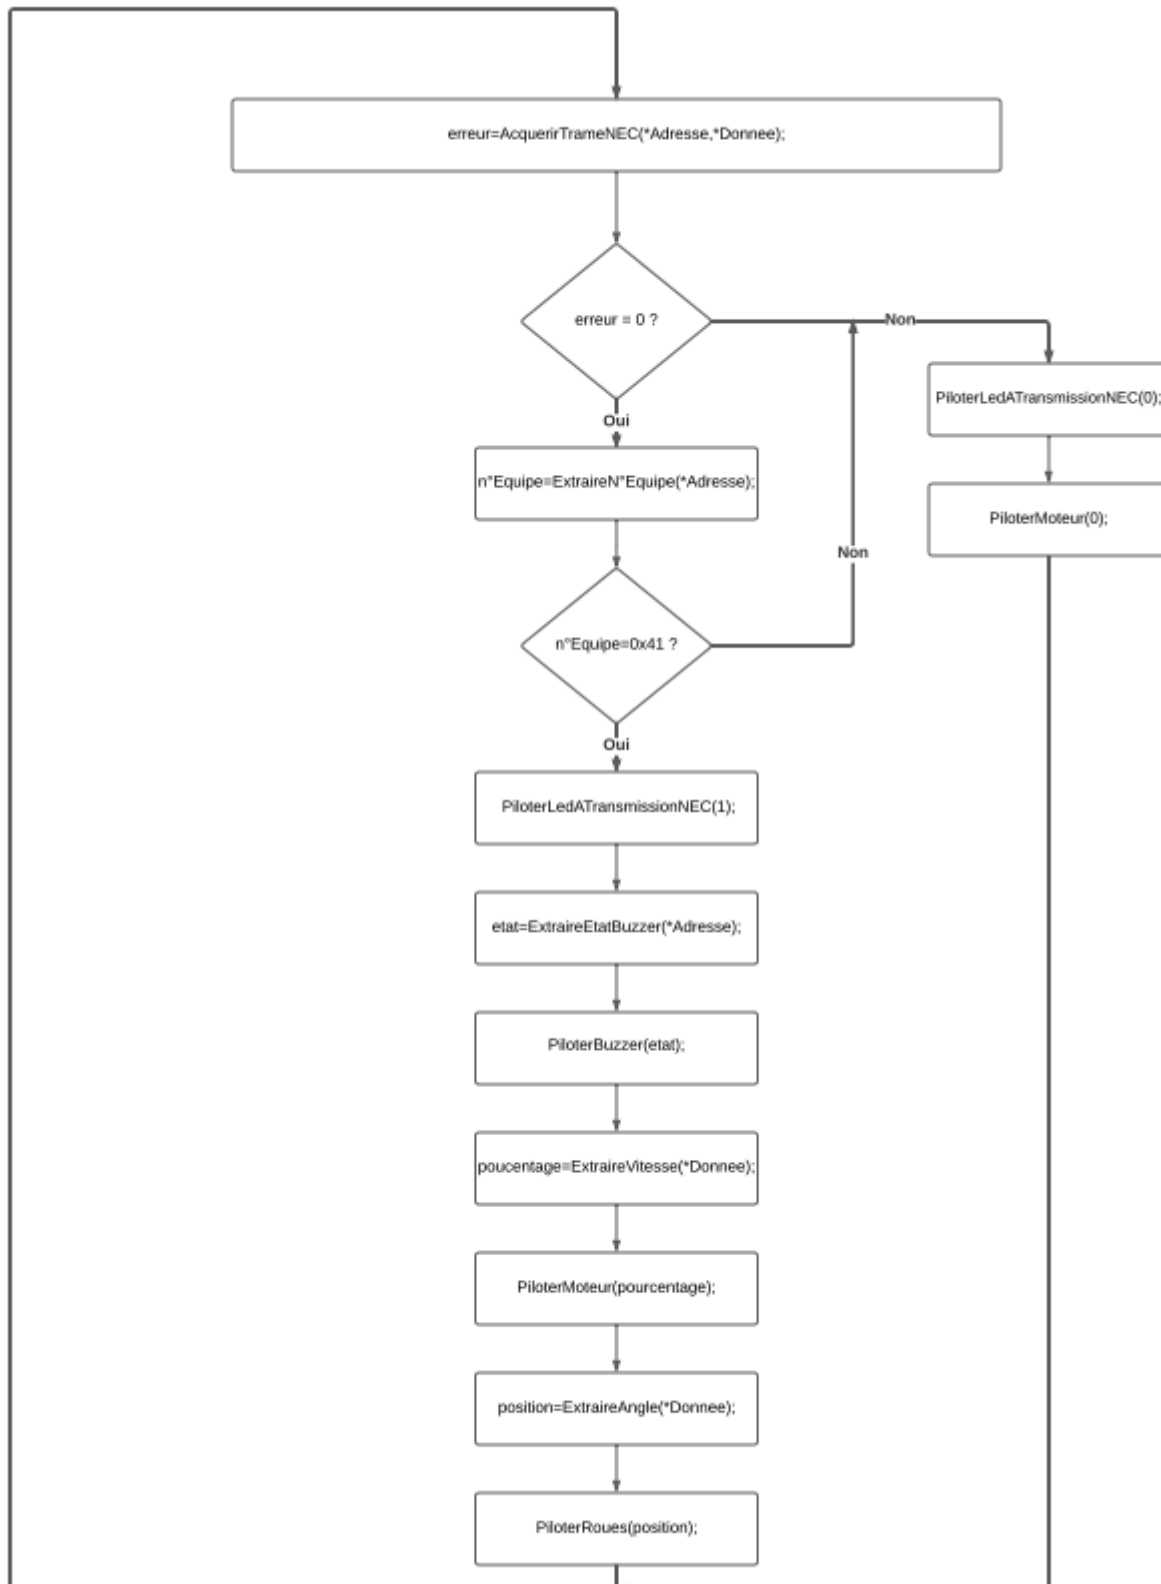 erreur=AcquerirTrameNEC(*Adresse,*Donnee);
erreur = 0 ?
Non
PiloterLedATransmissionNEC(0);
Oui
n°Equipe=ExtraireN°Equipe(*Adresse);
PiloterMoteur(0);
Non
n°Equipe=0x41 ?
Oui
PiloterLedATransmissionNEC(1);
etat=ExtraireEtatBuzzer(*Adresse);
PiloterBuzzer(etat);
poucentage=ExtraireVitesse(*Donnee);
PiloterMoteur(pourcentage);
position=ExtraireAngle(*Donnee);
PiloterRoues(position);